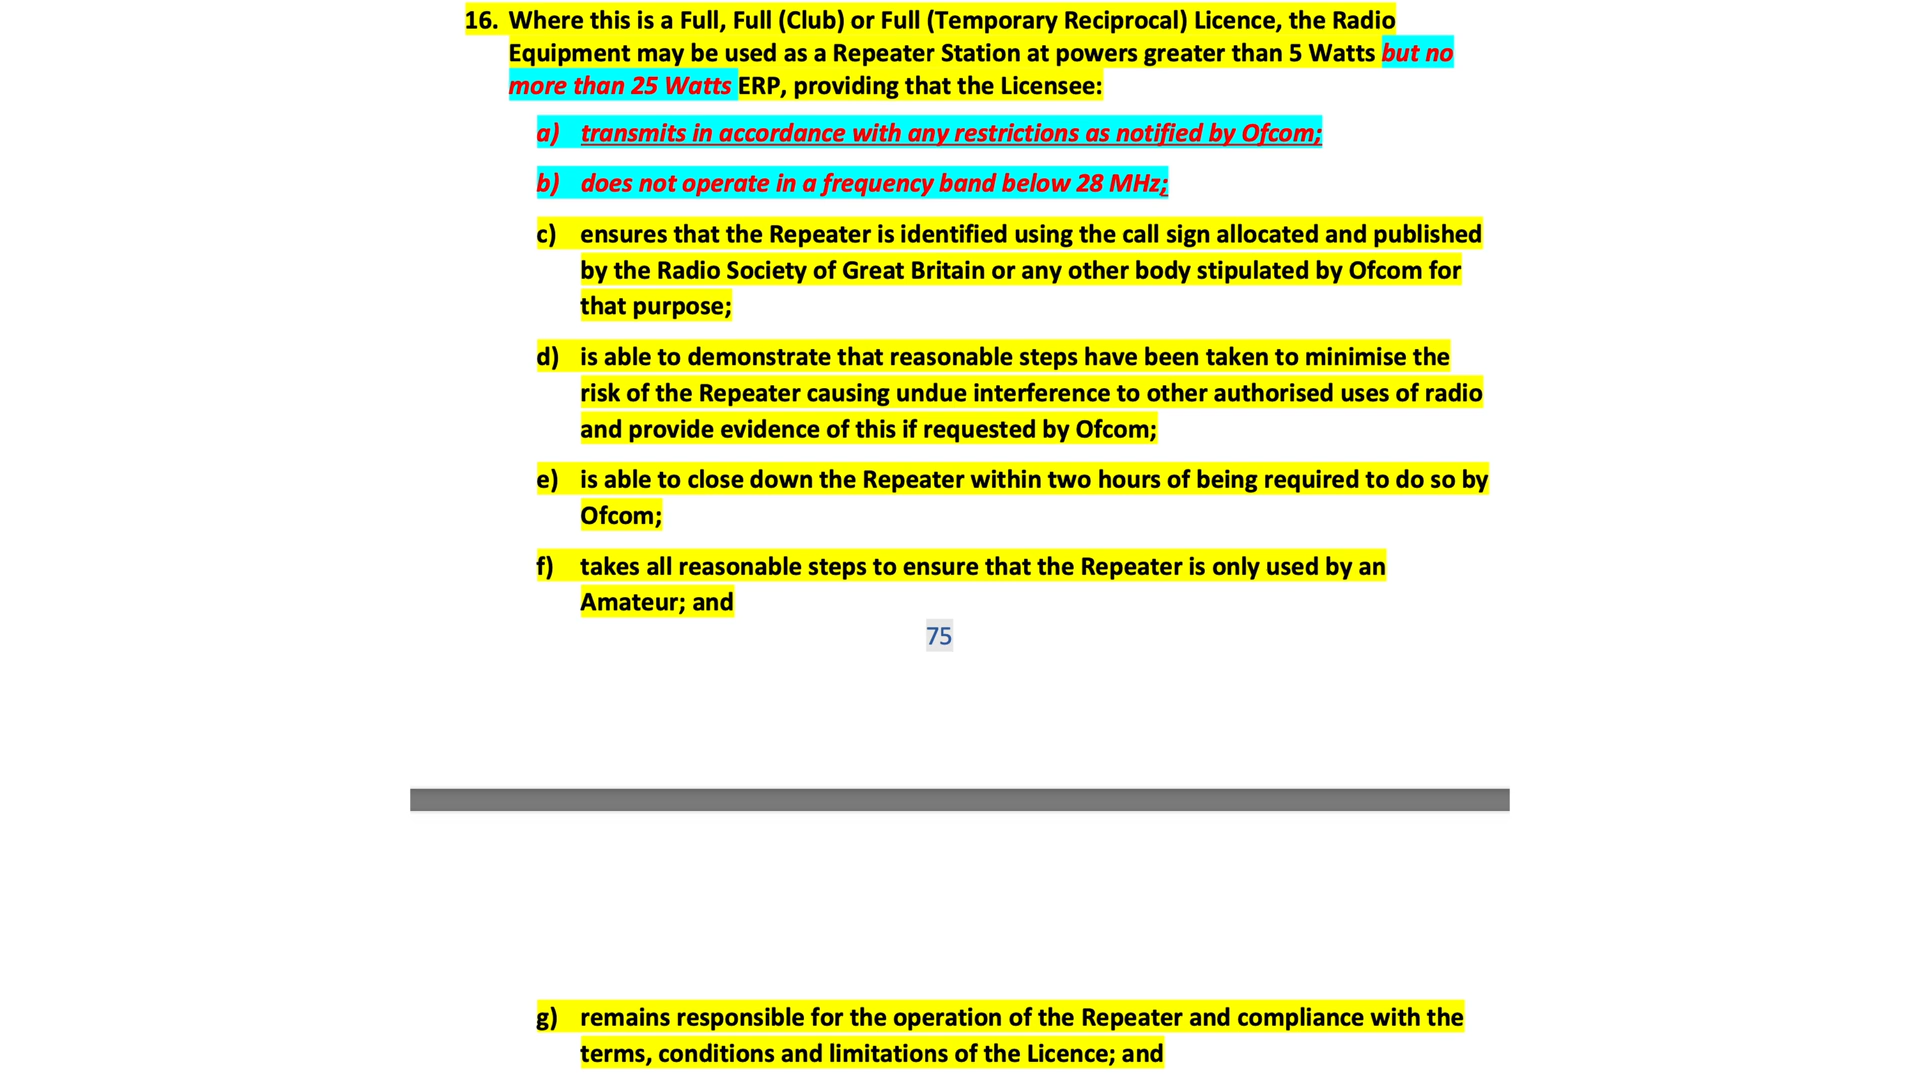 16. Where this is a Full, Full (Club) or Full (Temporary Reciprocal) Licence, the Radio
Equipment may be used as a Repeater Station at powers greater than 5 Watts but no
more than 25 Watts ERP, providing that the Licensee:
a) transmits in accordance with any restrictions as notified by Ofcom;
b) does not operate in a frequency band below 28 MHz;
c) ensures that the Repeater is identified using the call sign allocated and published
by the Radio Society of Great Britain or any other body stipulated by Ofcom for
that purpose;
d) is able to demonstrate that reasonable steps have been taken to minimise the
risk of the Repeater causing undue interference to other authorised uses of radio
and provide evidence of this if requested by Ofcom;
e) is able to close down the Repeater within two hours of being required to do so by
Ofcom;
f) takes all reasonable steps to ensure that the Repeater is only used by an
Amateur; and
75
g) remains responsible for the operation of the Repeater and compliance with the
terms, conditions and limitations of the Licence; and